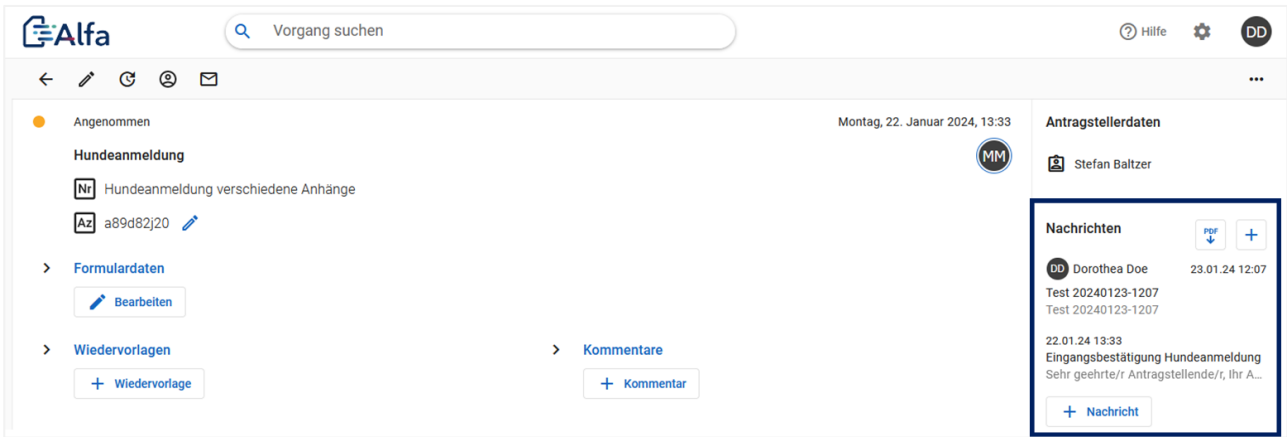 Alfa
Vorgang suchen
Hilfe
DD
Angenommen
Montag, 22. Januar 2024, 13:33
Hundeanmeldung
MM
Nr Hundeanmeldung verschiedene Anhänge
Az a89d82j20
Formulardaten
Bearbeiten
Wiedervorlagen
+ Wiedervorlage
Kommentare
+ Kommentar
Antragstellerdaten
Stefan Baltzer
Nachrichten
PDF
+
DD Dorothea Doe 23.01.24 12:07
Test 20240123-1207
Test 20240123-1207
22.01.24 13:33
Eingangsbestätigung Hundeanmeldung
Sehr geehrte/r Antragstellende/r, Ihr A...
+ Nachricht